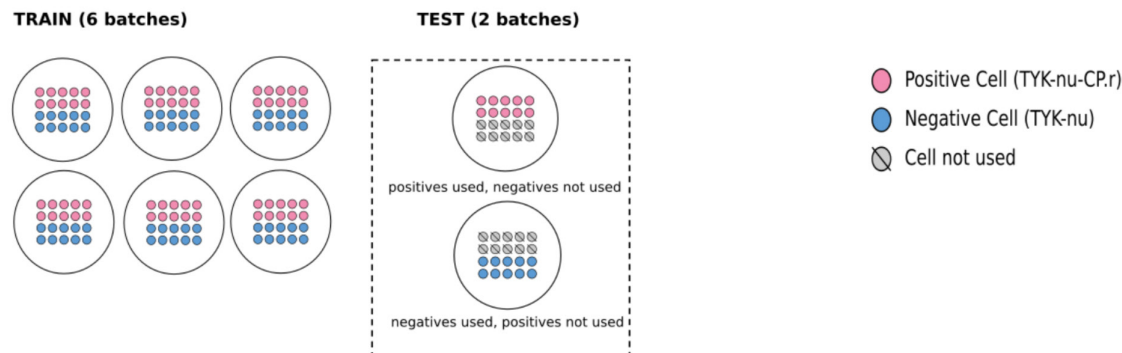 TRAIN (6 batches)
TEST (2 batches)
positives used, negatives not used
negatives used, positives not used
Positive Cell (TYK-nu-CP.r)
Negative Cell (TYK-nu)
Cell not used